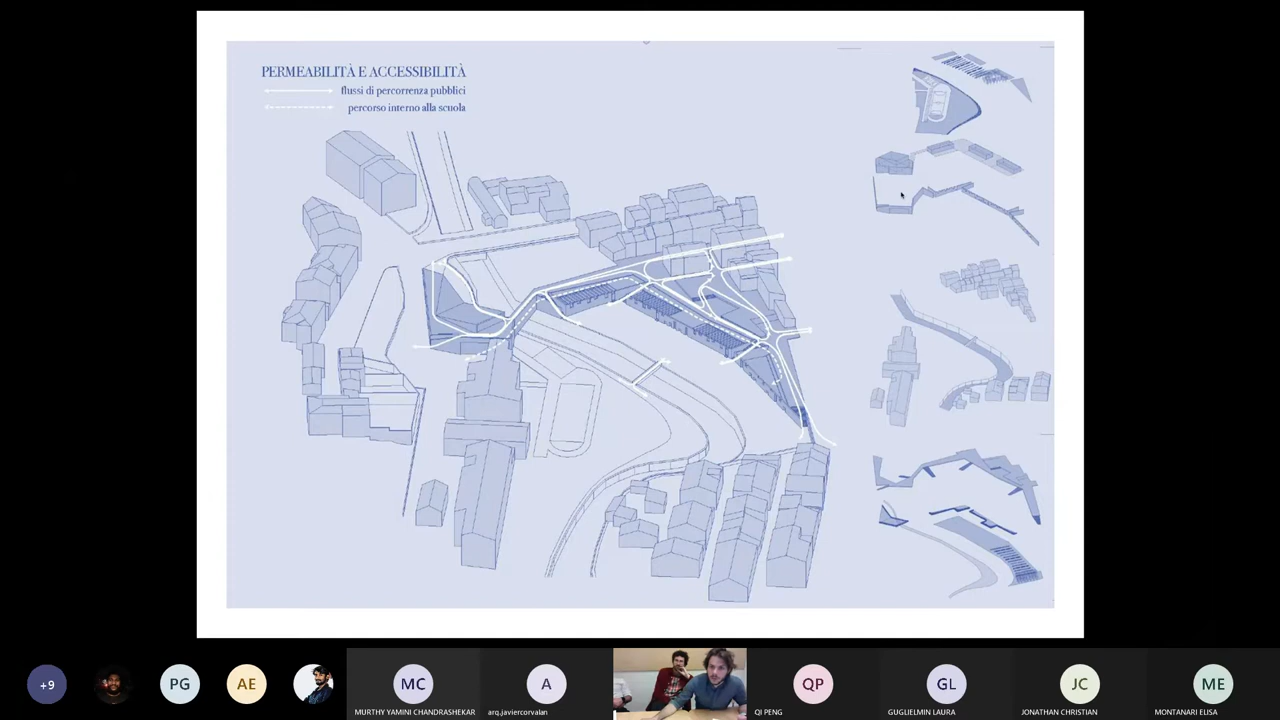 PERMEABILITÀ E ACCESSIBILITÀ
flussi di percorrenza pubblici
percorso interno alla scuola
+9
PG
AE
MC
A
QP
GL
JC
ME
MURTHY YAMINI CHANDRASHEKAR
arq.javiercorvalan
QI PENG
GUGLIELMIN LAURA
JONATHAN CHRISTIAN
MONTANARI ELISA